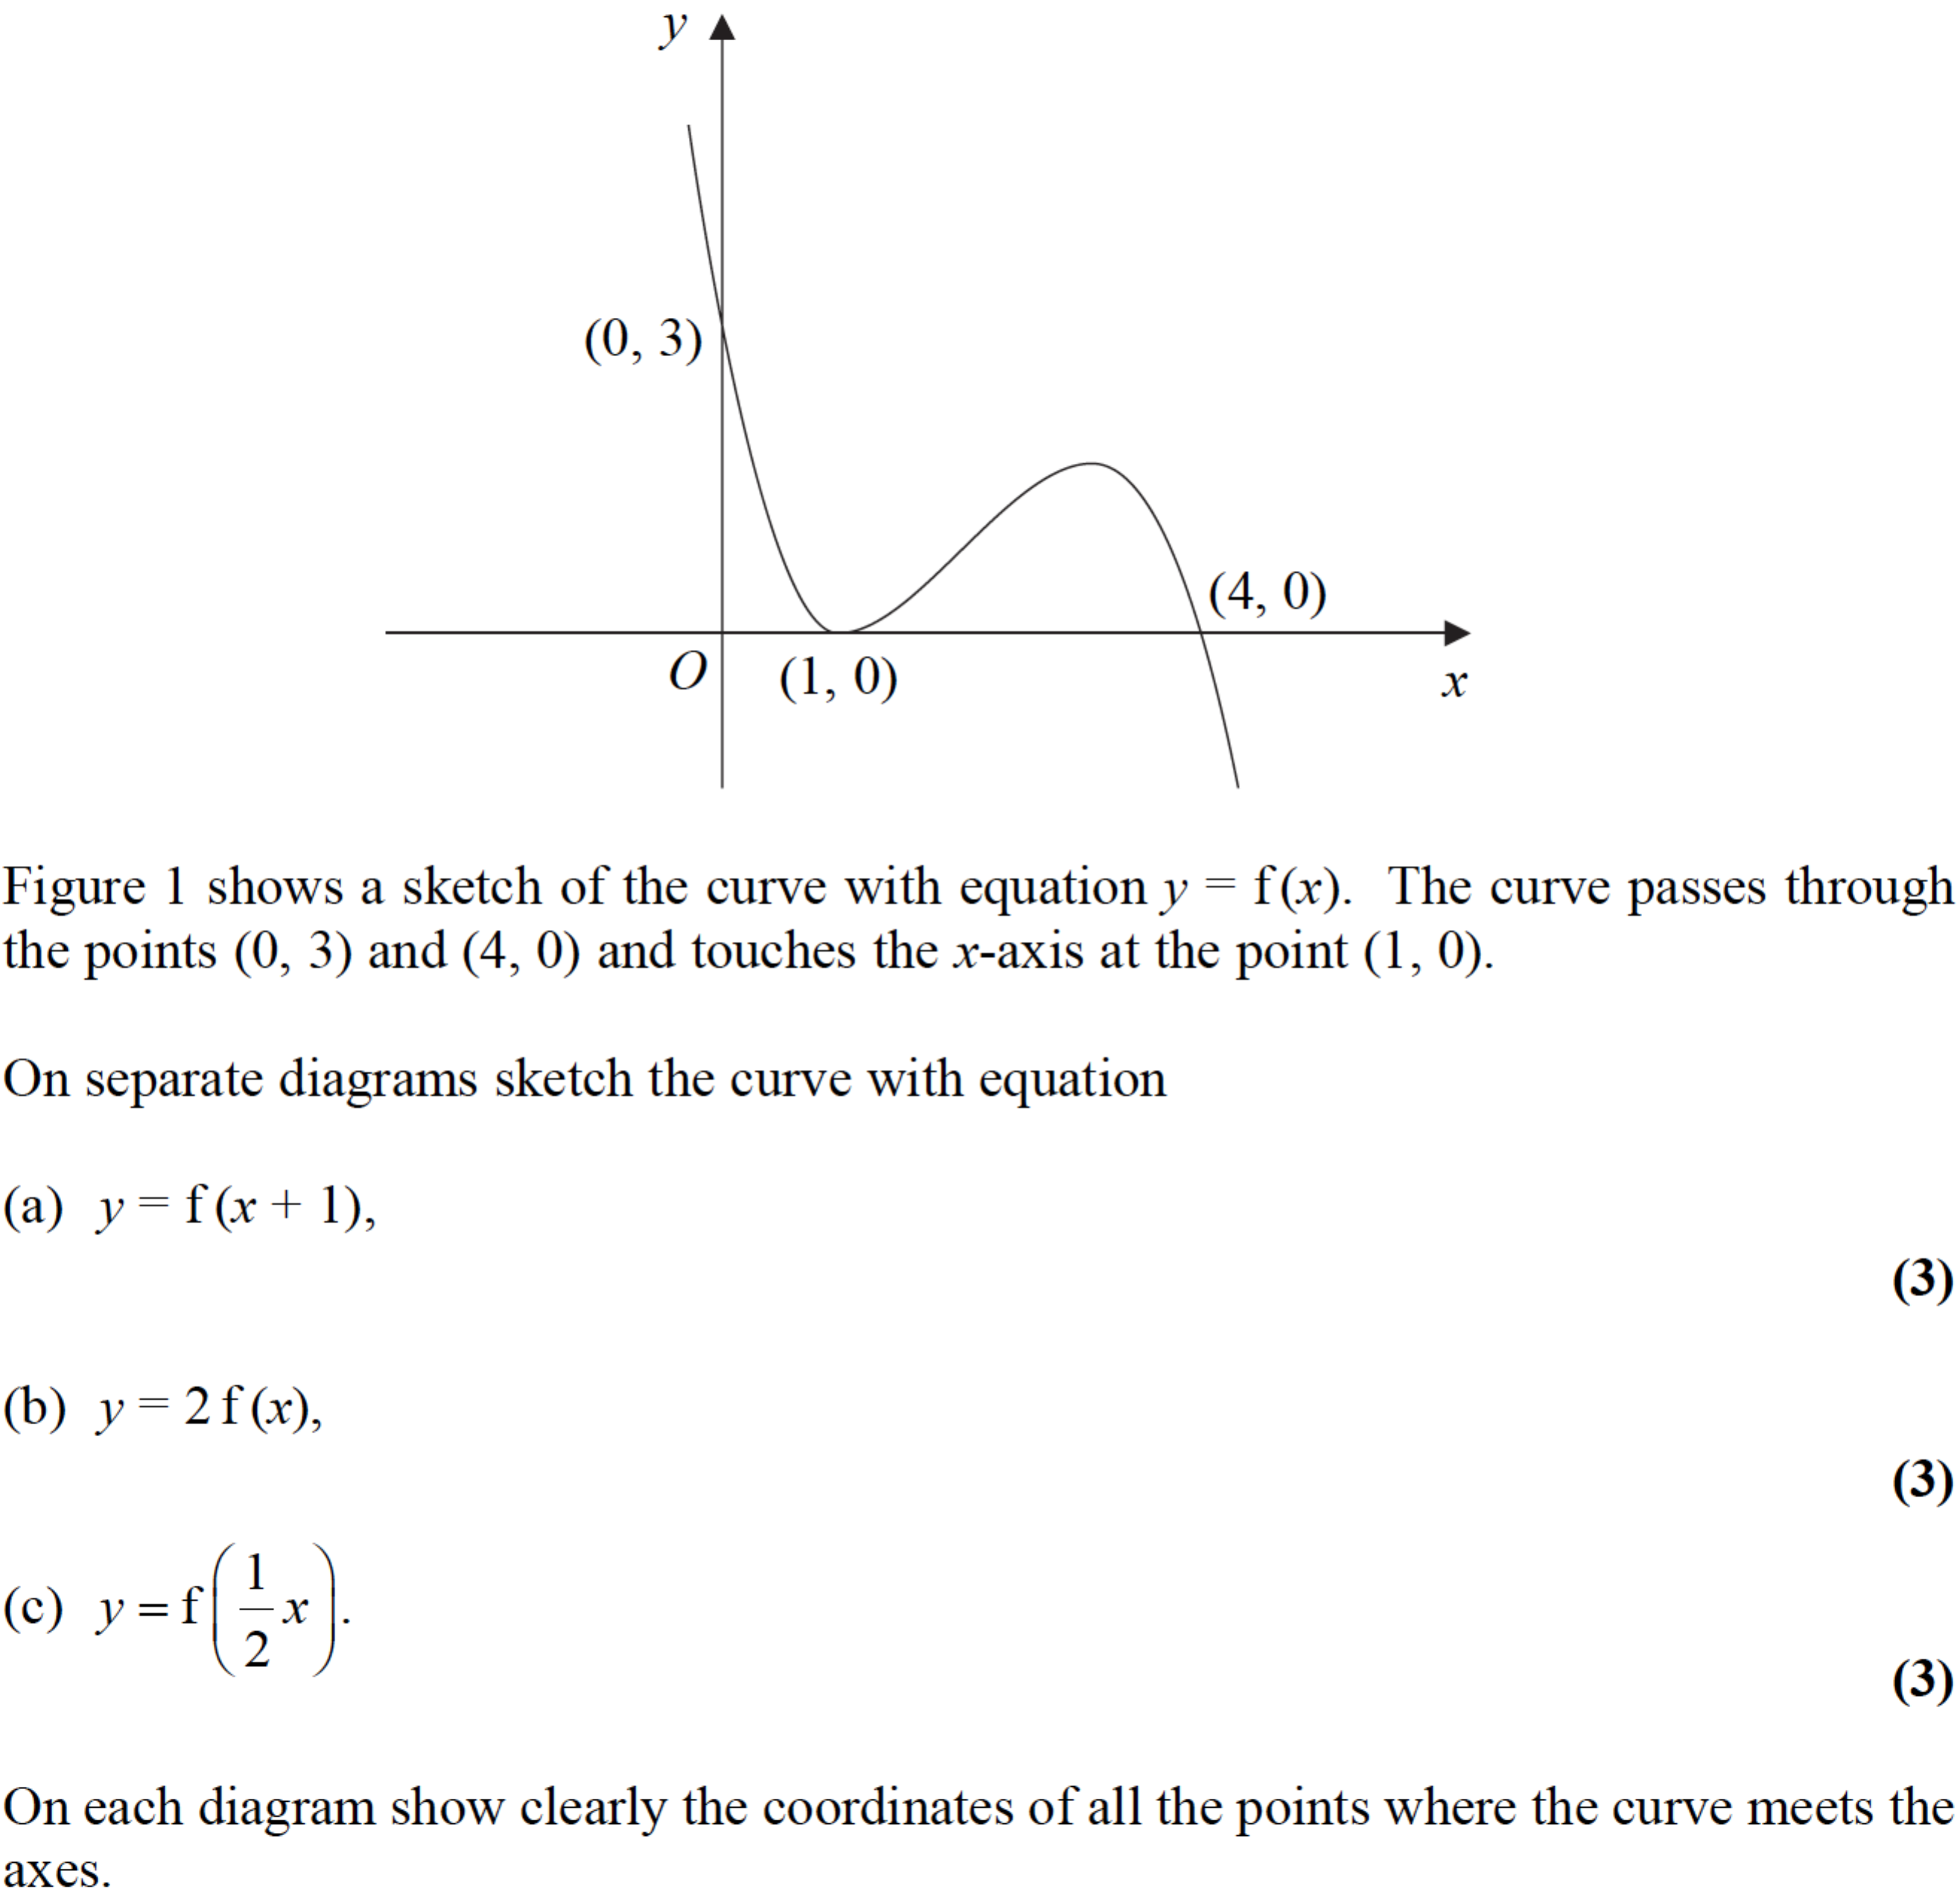 y
(0, 3)
(4, 0)
O
(1, 0)
x
Figure 1 shows a sketch of the curve with equation y = f(x). The curve passes through
the points (0, 3) and (4, 0) and touches the x-axis at the point (1, 0).
On separate diagrams sketch the curve with equation
(a) y = f(x + 1),
(3)
(b) y = 2f(x),
(3)
(c) y = f(1/2 x).
(3)
On each diagram show clearly the coordinates of all the points where the curve meets the
axes.